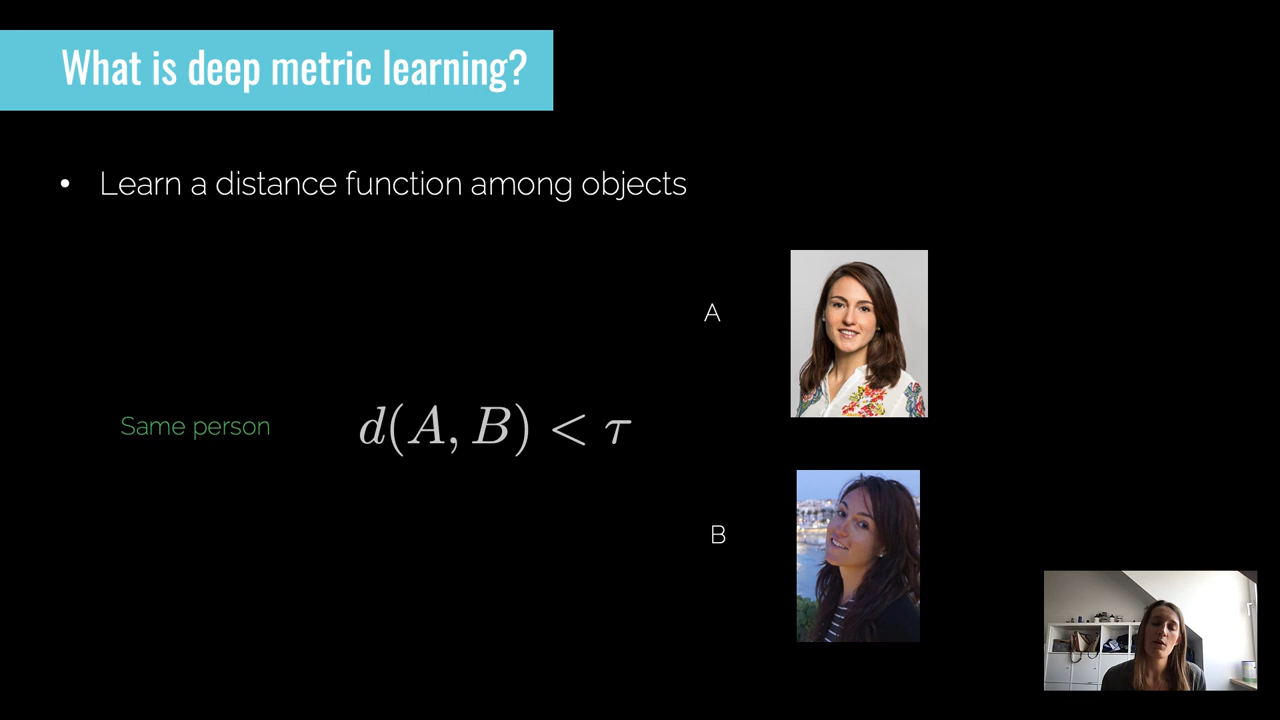 What is deep metric learning?
• Learn a distance function among objects
A
Same person
d(A, B) < τ
B